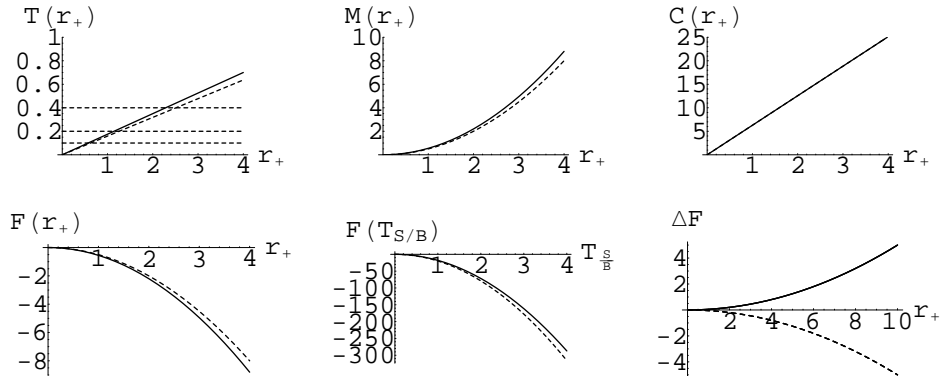 T(r+)
1
0.8
0.6
0.4
0.2
1 2 3 4 r+
M(r+)
10
8
6
4
2
1 2 3 4 r+
C(r+)
25
20
15
10
5
1 2 3 4 r+
F(r+)
1 2 3 4 r+
-2
-4
-6
-8
F(TS/B)
1 2 3 4 TS/B
-50
-100
-150
-200
-250
-300
ΔF
4
2
2 4 6 8 10 r+
-2
-4